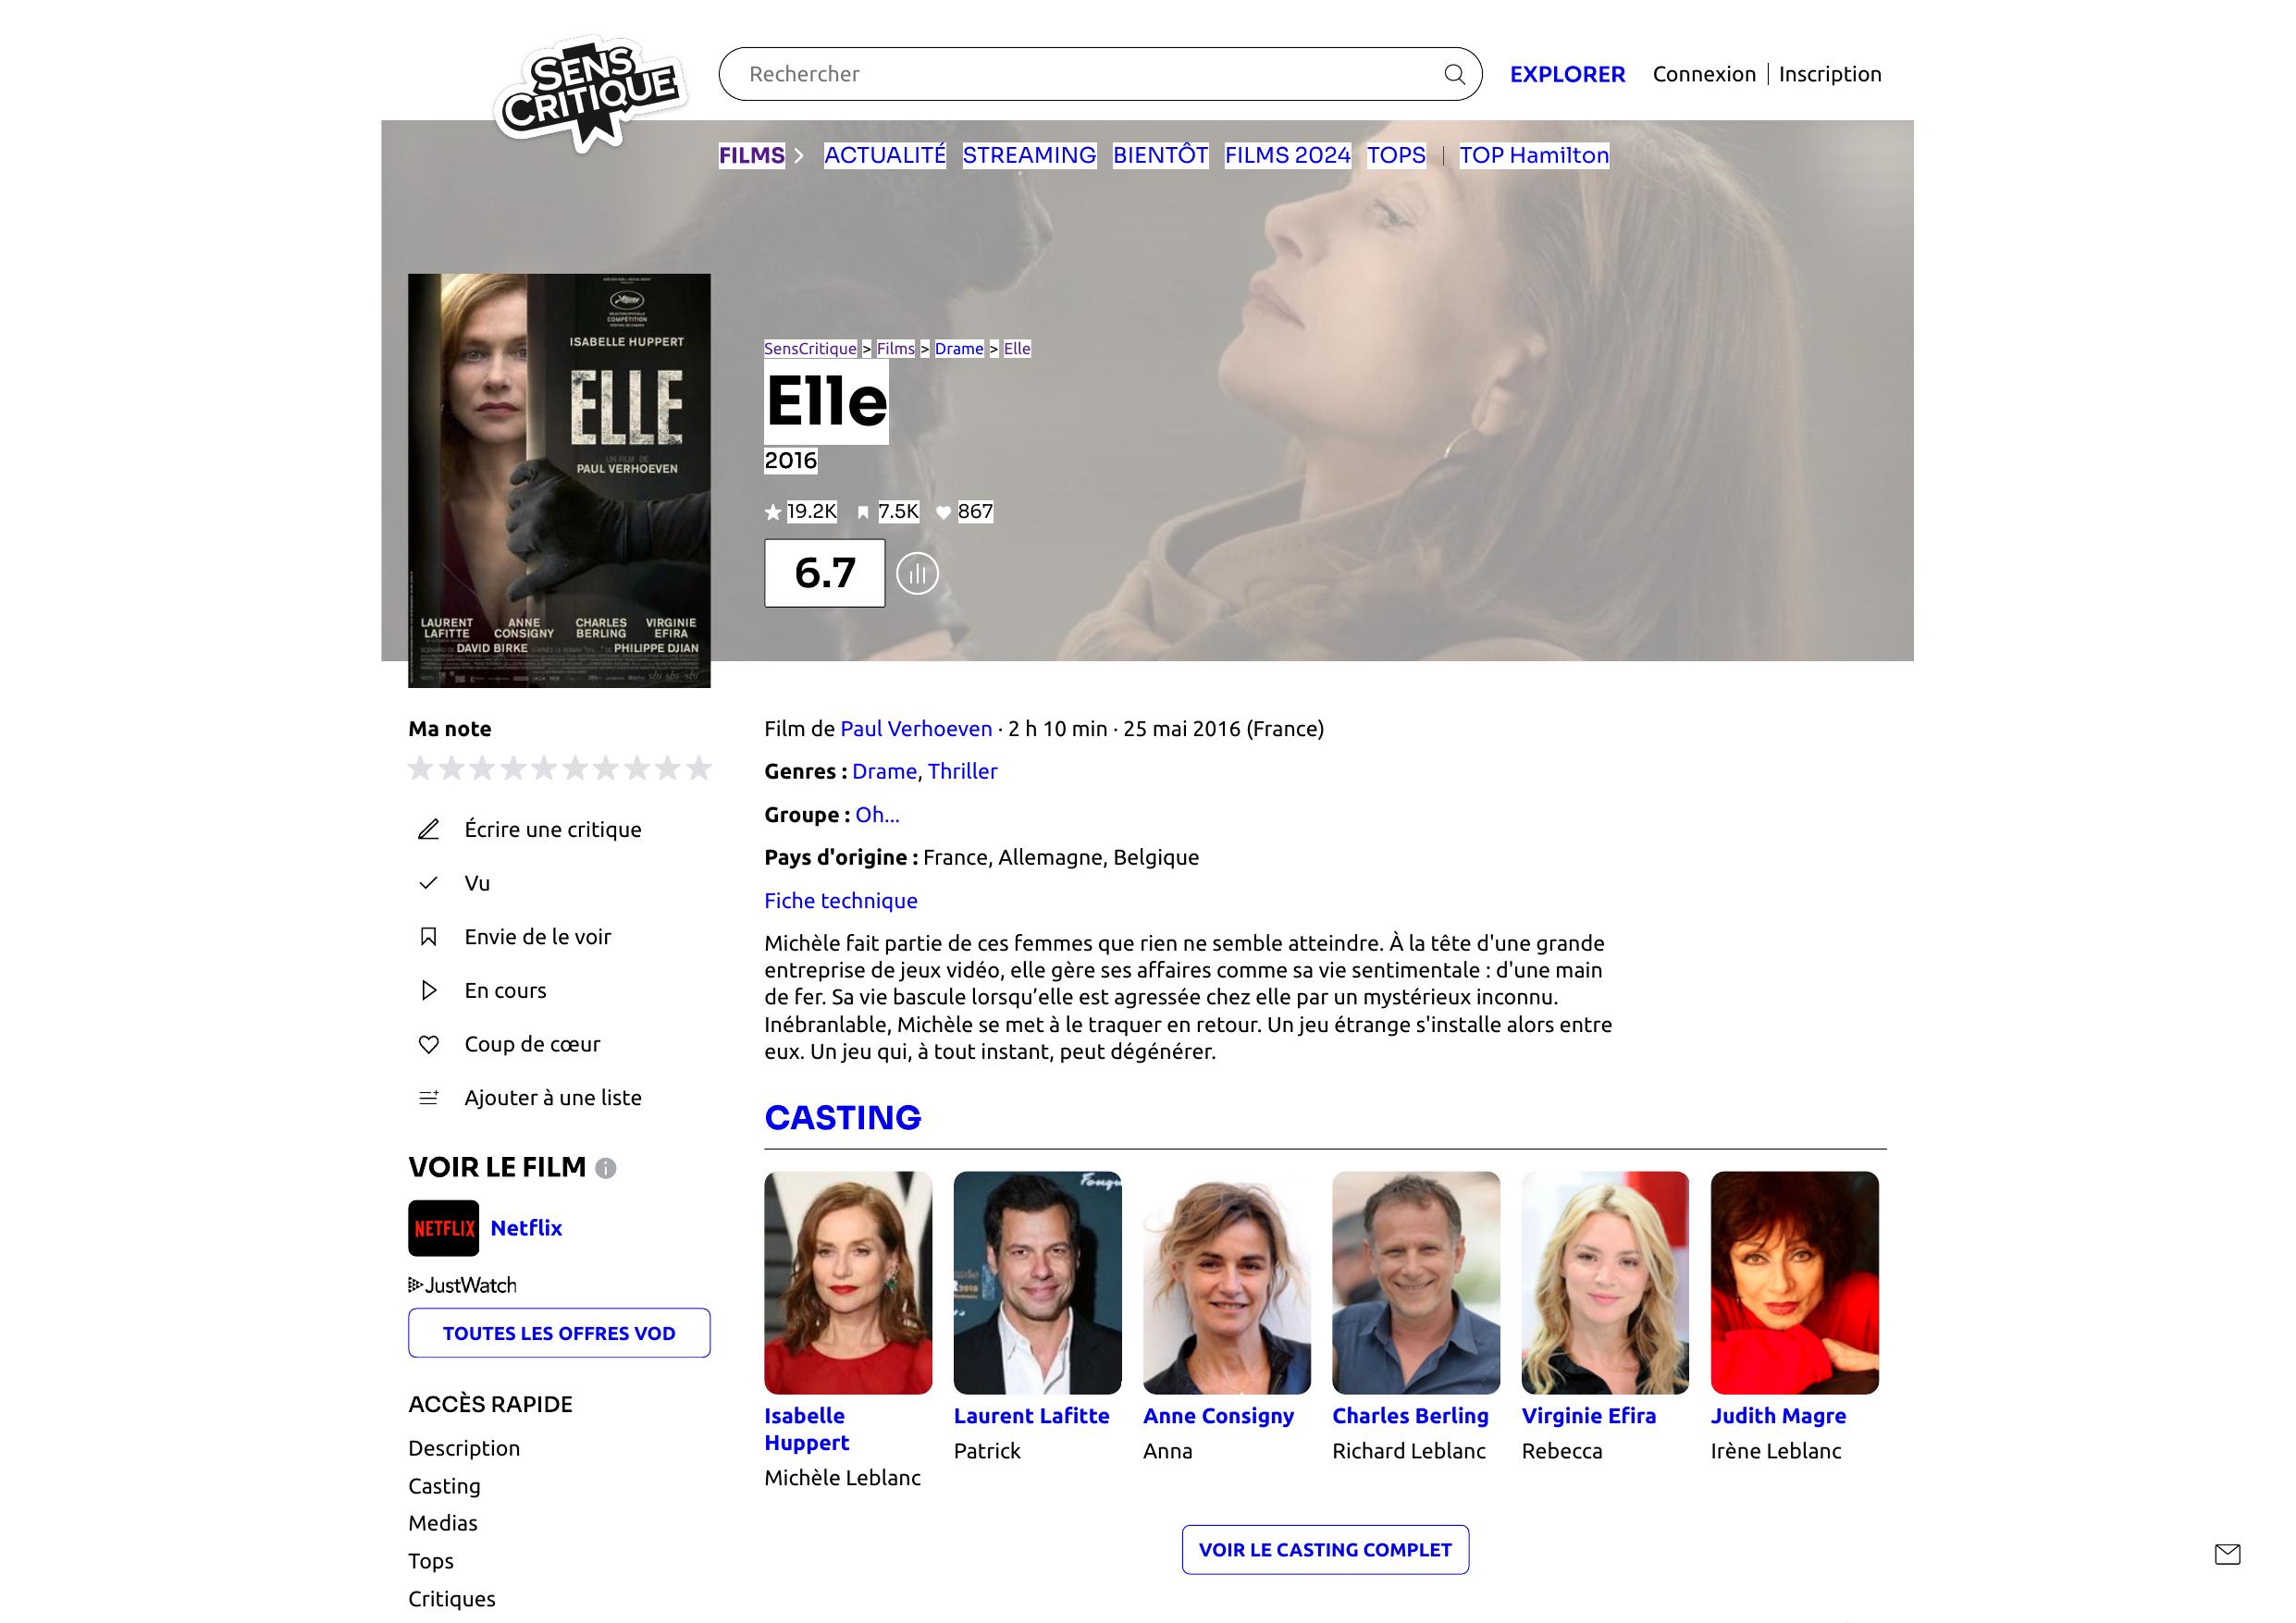 SENS
CRITIQUE
Rechercher
EXPLORER
Connexion
Inscription
FILMS
ACTUALITÉ
STREAMING
BIENTÔT
FILMS 2024
TOPS
TOP Hamilton
COMPÉTITION
ISABELLE HUPPERT
ELLE
UN FILM DE
PAUL VERHOEVEN
LAURENT LAFITTE
ANNE CONSIGNY
CHARLES BERLING
VIRGINIE EFIRA
DAVID BIRKE
PHILIPPE DJIAN
SensCritique > Films > Drame > Elle
Elle
2016
19.2K 7.5K 867
6.7
Ma note
Écrire une critique
Vu
Envie de le voir
En cours
Coup de cœur
Ajouter à une liste
VOIR LE FILM
NETFLIX Netflix
JustWatch
TOUTES LES OFFRES VOD
ACCÈS RAPIDE
Description
Casting
Medias
Tops
Critiques
Film de Paul Verhoeven · 2 h 10 min · 25 mai 2016 (France)
Genres : Drame, Thriller
Groupe : Oh...
Pays d'origine : France, Allemagne, Belgique
Fiche technique
Michèle fait partie de ces femmes que rien ne semble atteindre. À la tête d'une grande
entreprise de jeux vidéo, elle gère ses affaires comme sa vie sentimentale : d'une main
de fer. Sa vie bascule lorsqu’elle est agressée chez elle par un mystérieux inconnu.
Inébranlable, Michèle se met à le traquer en retour. Un jeu étrange s'installe alors entre
eux. Un jeu qui, à tout instant, peut dégénérer.
CASTING
Isabelle
Huppert
Michèle Leblanc
Laurent Lafitte
Patrick
Anne Consigny
Anna
Charles Berling
Richard Leblanc
Virginie Efira
Rebecca
Judith Magre
Irène Leblanc
VOIR LE CASTING COMPLET